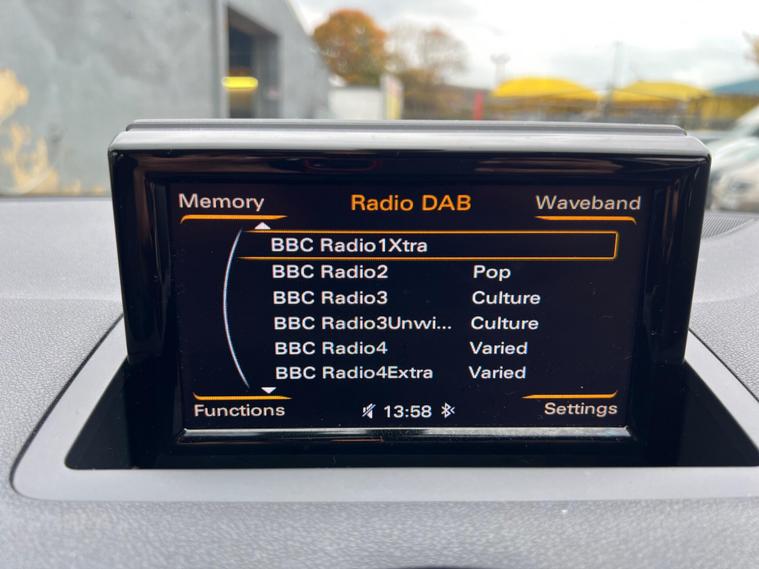 Memory Radio DAB Waveband
BBC Radio1Xtra
BBC Radio2 Pop
BBC Radio3 Culture
BBC Radio3Unwi... Culture
BBC Radio4 Varied
BBC Radio4Extra Varied
Functions 13:58 Settings